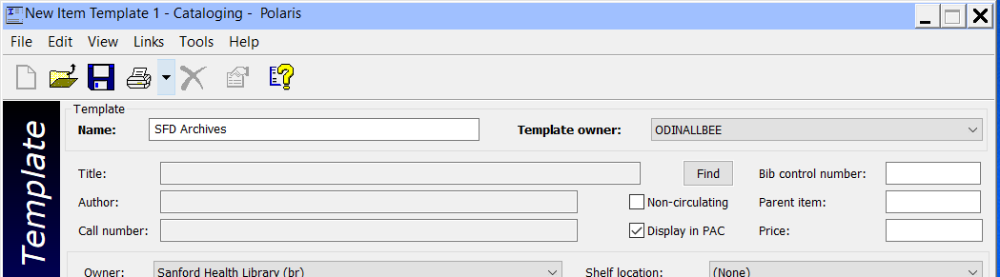 New Item Template 1 - Cataloging - Polaris
File Edit View Links Tools Help
Template
Name: SFD Archives Template owner: ODINALLBEE
Title: Find Bib control number:
Author: Non-circulating Parent item:
Call number: Display in PAC Price:
Owner: Sanford Health Library (br) Shelf location: (None)
Template